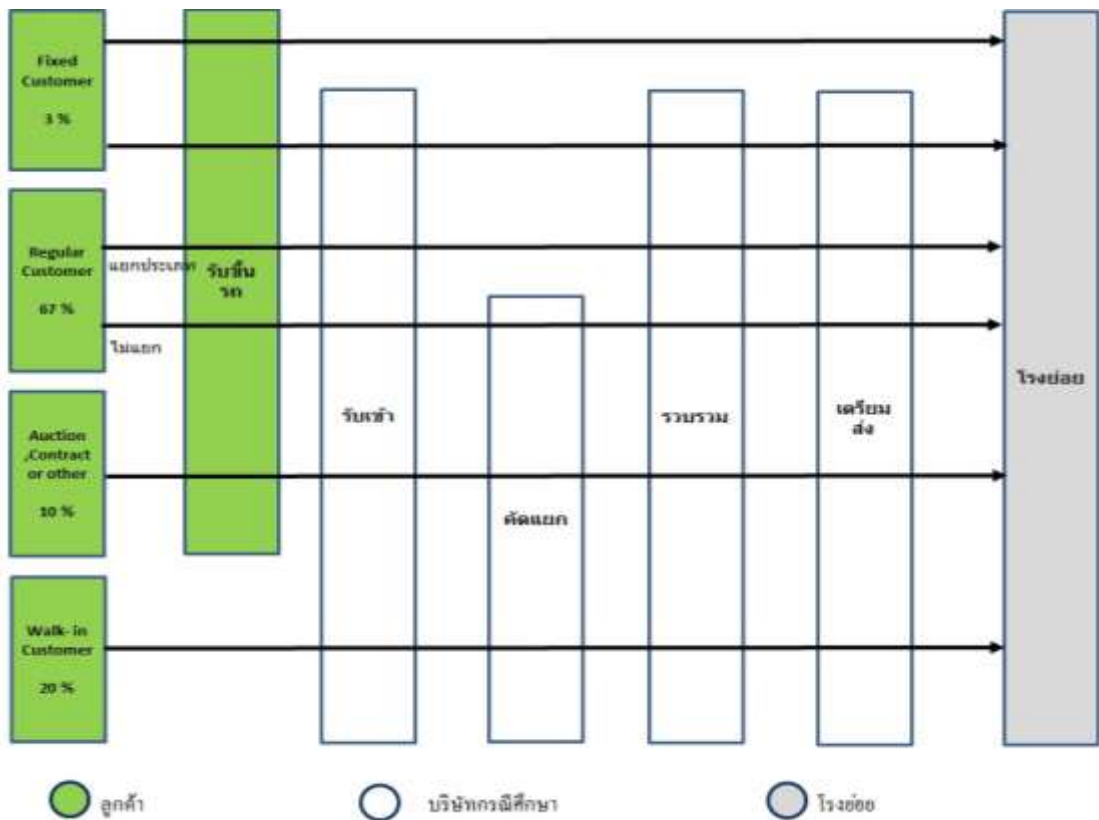 Fixed
Customer
3 %
Regular
Customer
67 %
แยกประเภท
ไม่แยก
Auction
,Contract
or other
10 %
Walk- in
Customer
20 %
รับขึ้น
รถ
รับเข้า
คัดแยก
รวบรวม
เตรียม
ส่ง
โรงย่อย
ลูกค้า
บริษัทกรณีศึกษา
โรงย่อย